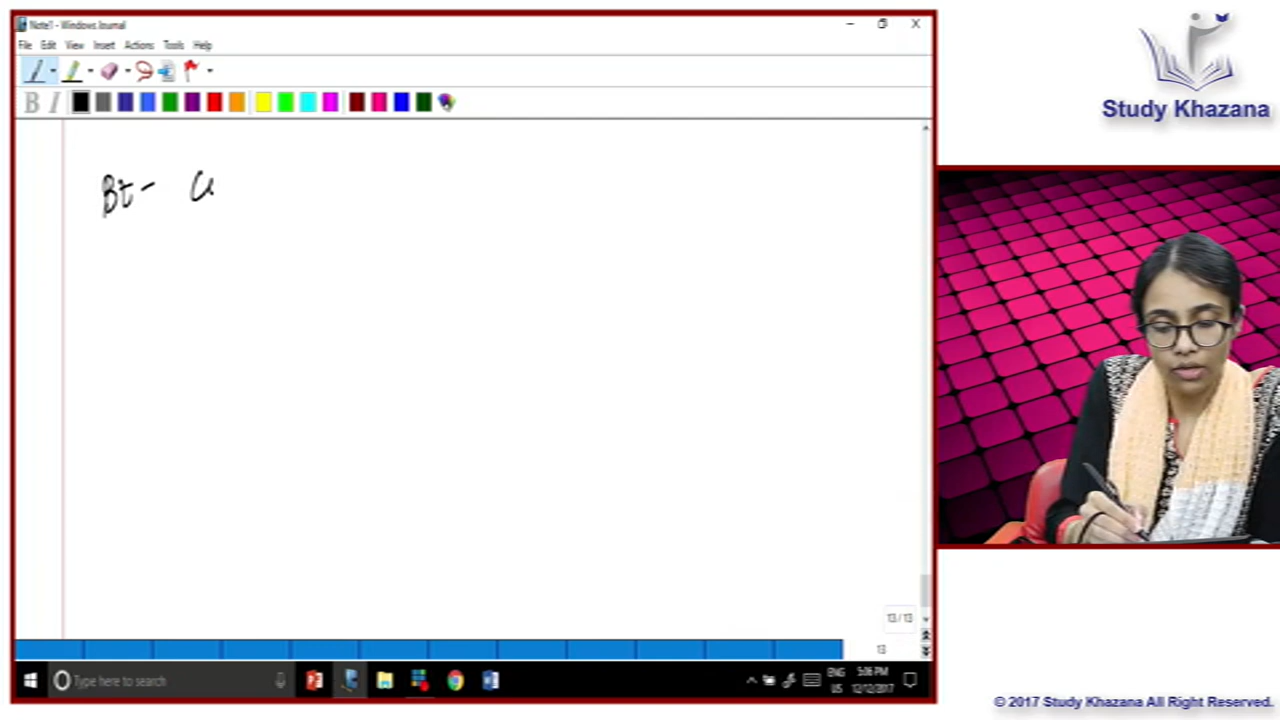 Note1 - Windows Journal
File Edit View Insert Actions Tools Help
B I
Study Khazana
Bt -
13 / 13
13
Type here to search
ENG
US
5:06 PM
12/12/2017
© 2017 Study Khazana All Right Reserved.